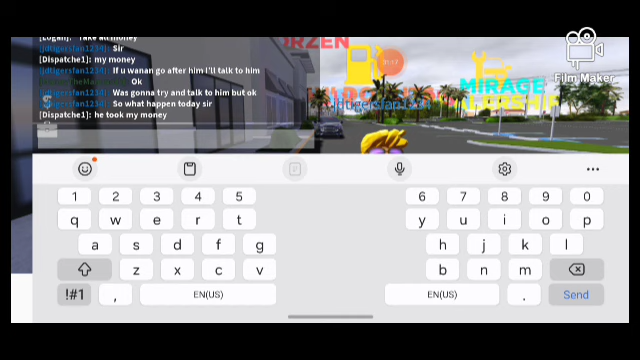 [Logan]: Take all money
[jdtigersfan1234]: Sir
[Dispatche1]: my money
If u wanan go after him I'll talk to him
Ok
[jdtigersfan1234]: Was gonna try and talk to him but ok
[jdtigersfan1234]: So what happen today sir
[Dispatche1]: he took my money
jdtigersfan1234
MIRAGE
Film Maker
1 2 3 4 5 6 7 8 9 0
q w e r t y u i o p
a s d f g h j k l
z x c v b n m
!#1 , EN(US) EN(US) . Send